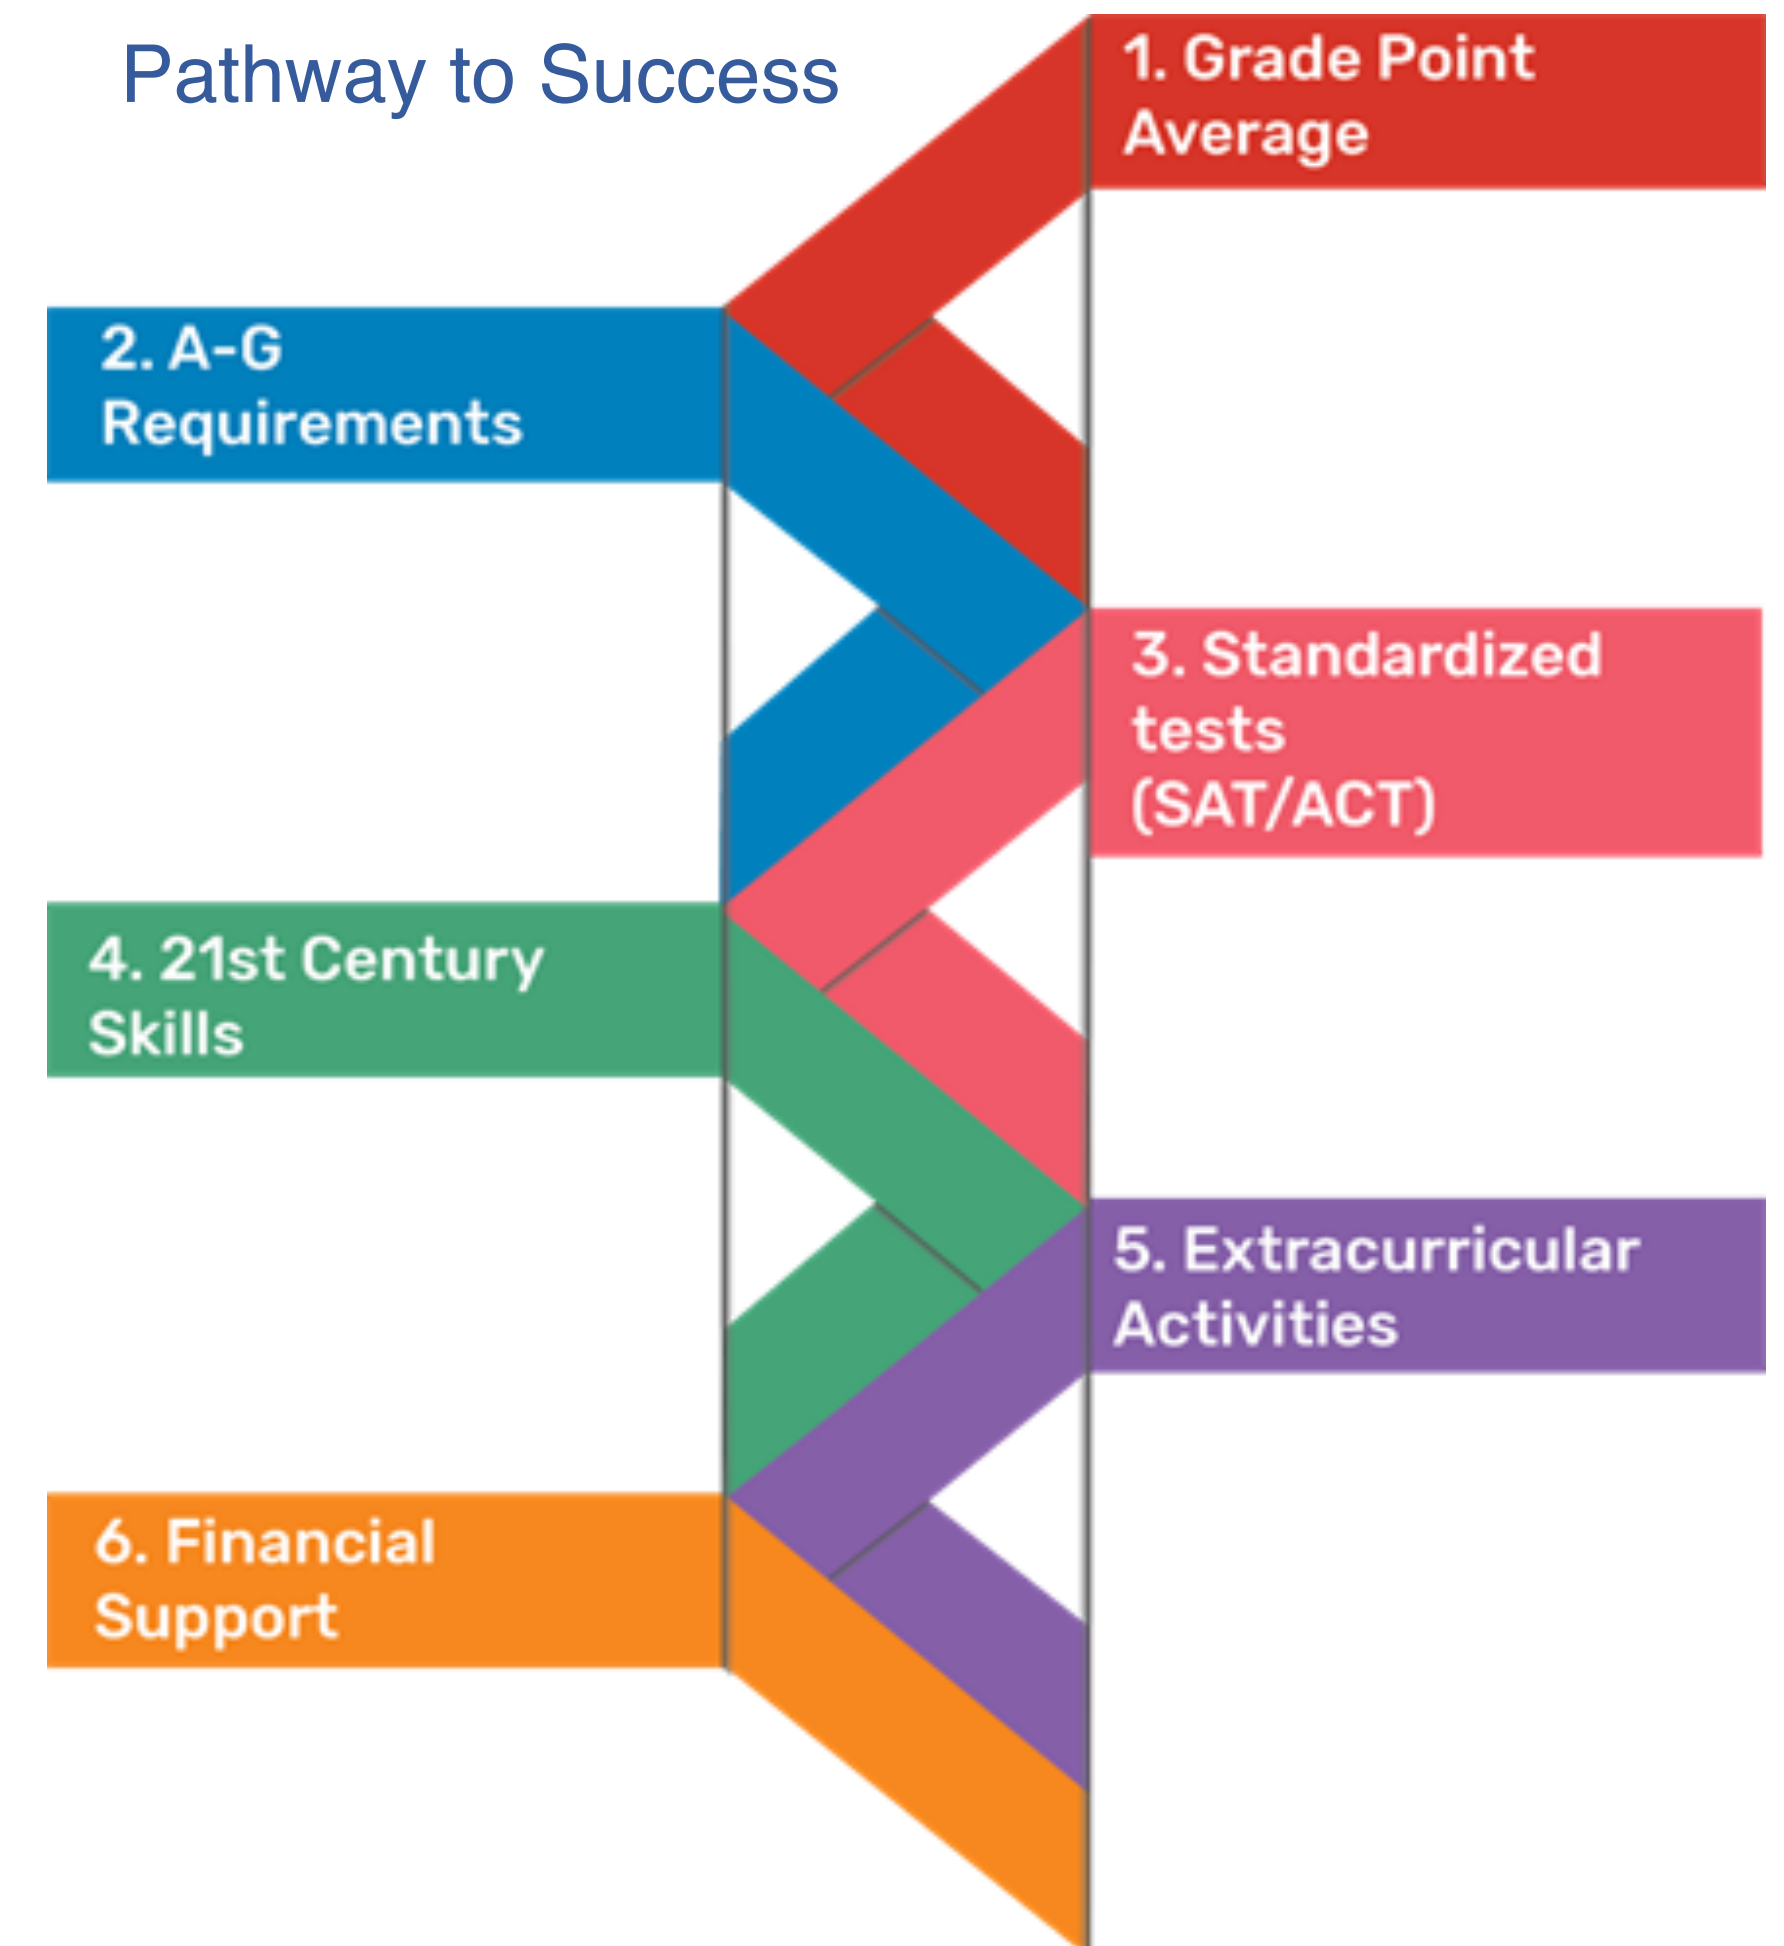 Pathway to Success
1. Grade Point
Average
2. A-G
Requirements
3. Standardized
tests
(SAT/ACT)
4. 21st Century
Skills
5. Extracurricular
Activities
6. Financial
Support